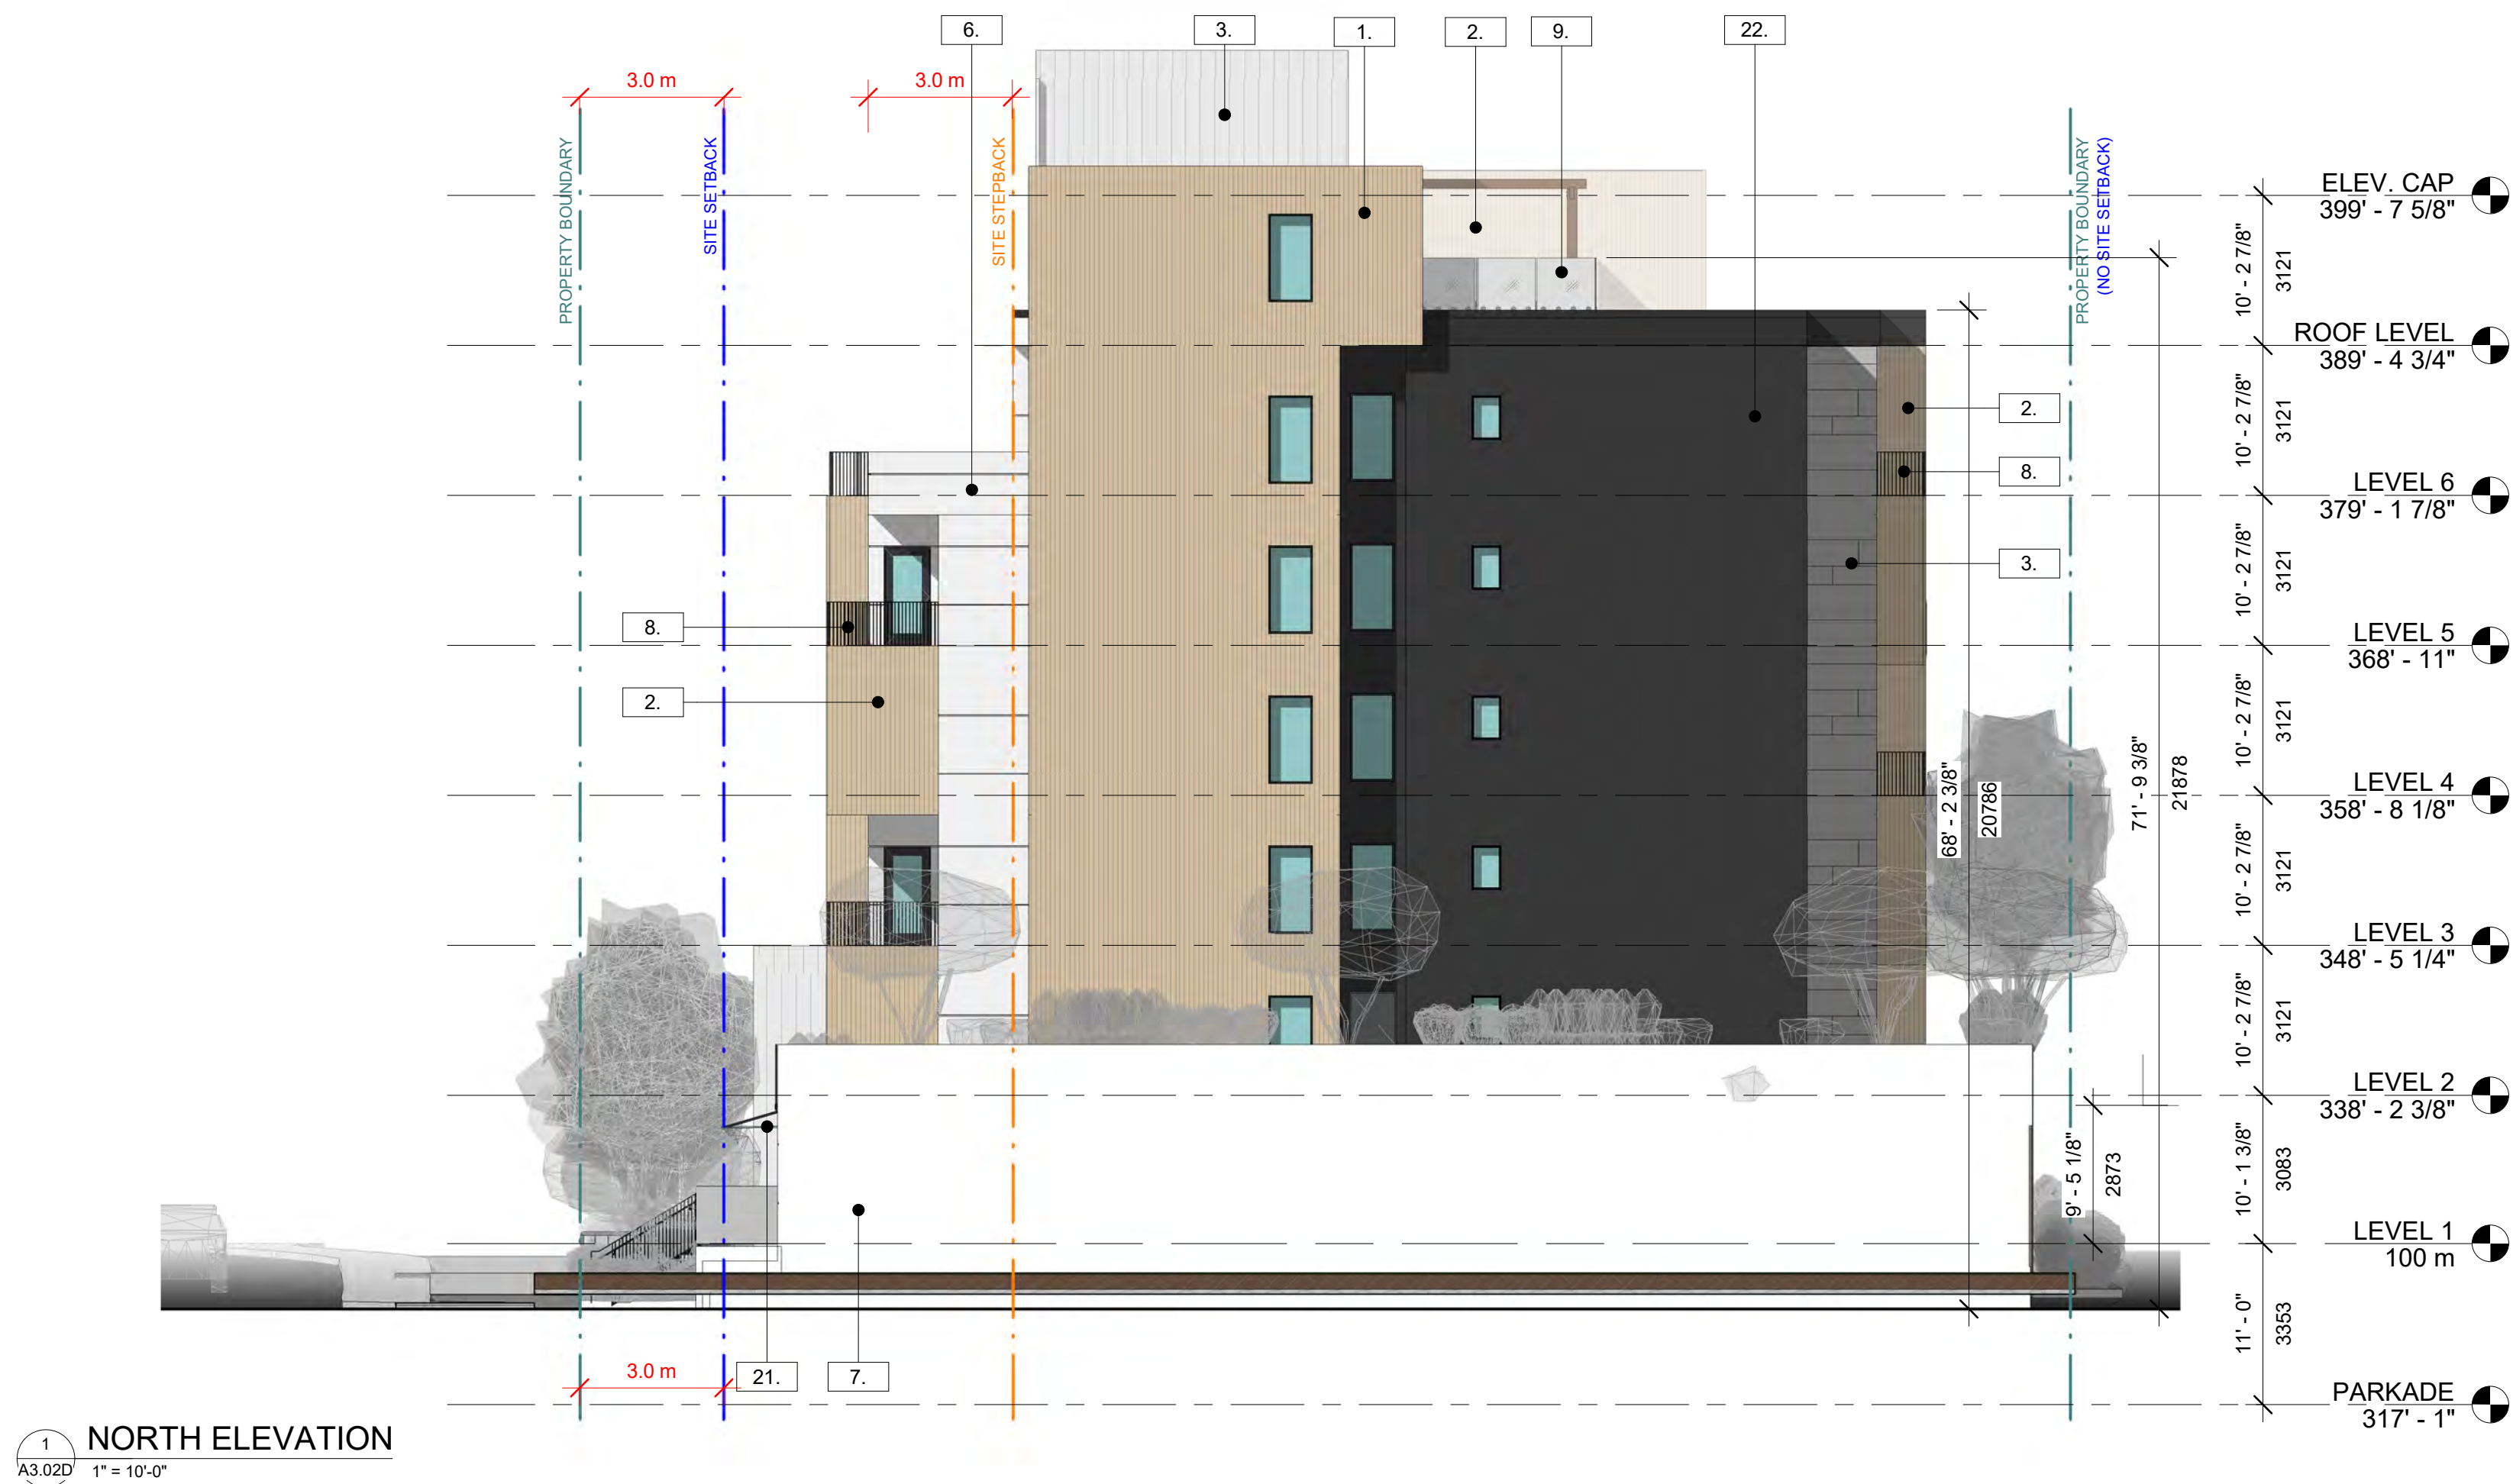 6.
3.
1.
2.
9.
22.
3.0 m
3.0 m
PROPERTY BOUNDARY
SITE SETBACK
SITE STEPBACK
PROPERTY BOUNDARY
(NO SITE SETBACK)
ELEV. CAP
399' - 7 5/8"
10' - 2 7/8"
3121
ROOF LEVEL
389' - 4 3/4"
2.
10' - 2 7/8"
3121
8.
LEVEL 6
379' - 1 7/8"
3.
10' - 2 7/8"
3121
8.
LEVEL 5
368' - 11"
2.
10' - 2 7/8"
3121
LEVEL 4
358' - 8 1/8"
68' - 2 3/8"
20786
71' - 9 3/8"
21878
10' - 2 7/8"
3121
LEVEL 3
348' - 5 1/4"
10' - 2 7/8"
3121
LEVEL 2
338' - 2 3/8"
9' - 5 1/8"
2873
10' - 1 3/8"
3083
LEVEL 1
100 m
11' - 0"
3353
3.0 m
21.
7.
PARKADE
317' - 1"
1
A3.02D
NORTH ELEVATION
1" = 10'-0"